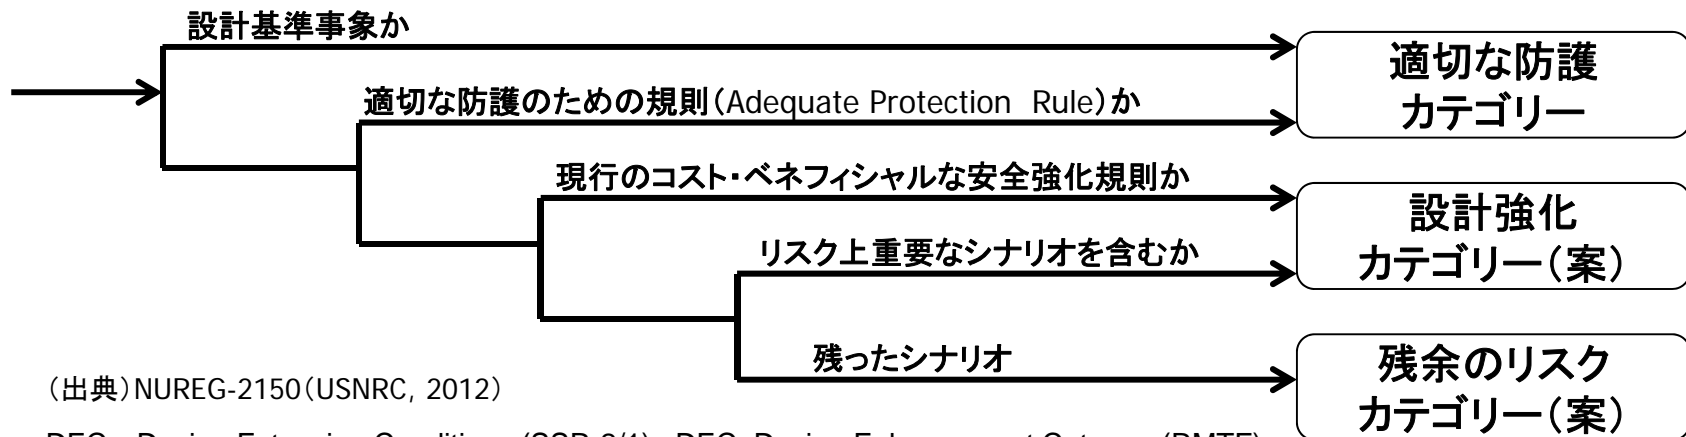 設計基準事象か
適切な防護
カテゴリー
適切な防護のための規則（Adequate Protection Rule）か
現行のコスト・ベネフィシャルな安全強化規則か
設計強化
カテゴリー（案）
リスク上重要なシナリオを含むか
残ったシナリオ
残余のリスク
カテゴリー（案）
（出典）NUREG-2150（USNRC, 2012）